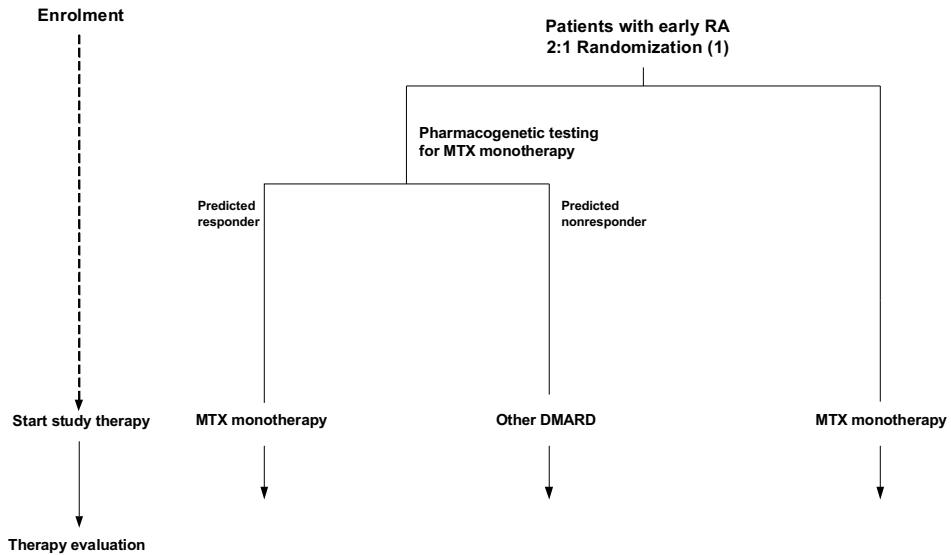 Enrolment
Patients with early RA
2:1 Randomization (1)
Pharmacogenetic testing
for MTX monotherapy
Predicted
responder
Predicted
nonresponder
Start study therapy
MTX monotherapy
Other DMARD
MTX monotherapy
Therapy evaluation